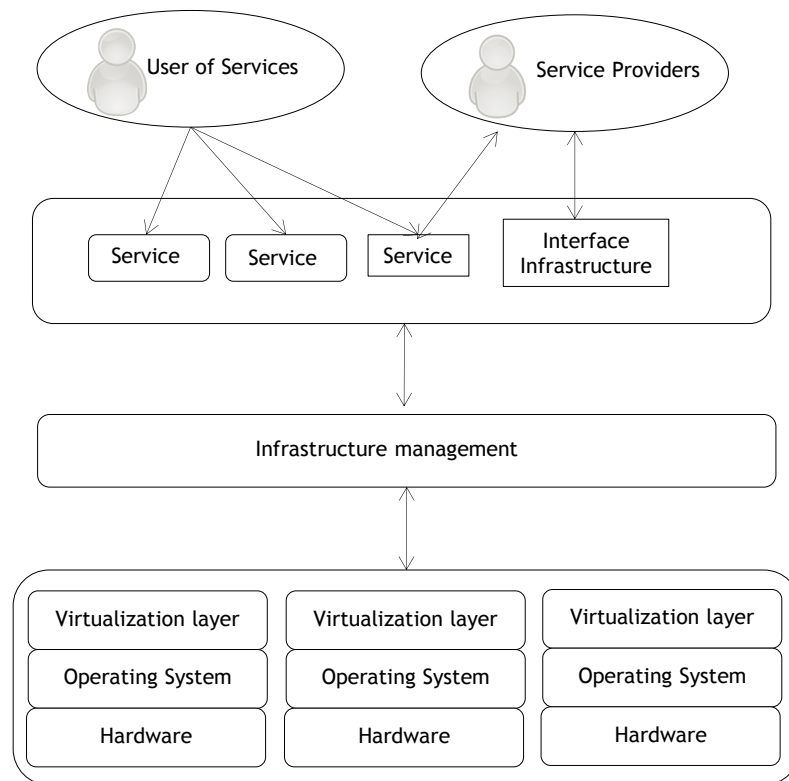 User of Services
Service Providers
Service
Service
Service
Interface
Infrastructure
Infrastructure management
Virtualization layer
Virtualization layer
Virtualization layer
Operating System
Operating System
Operating System
Hardware
Hardware
Hardware